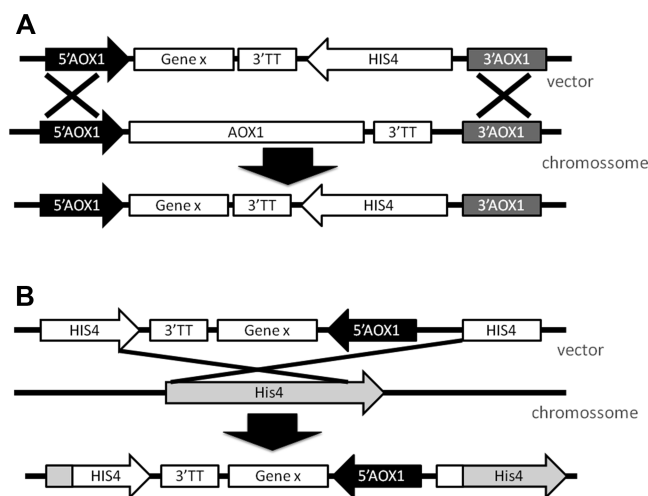 A
5'AOX1 Gene x 3'TT HIS4 3'AOX1
vector
5'AOX1 AOX1 3'TT 3'AOX1
chromossome
5'AOX1 Gene x 3'TT HIS4 3'AOX1
B
HIS4 3'TT Gene x 5'AOX1 HIS4
vector
His4
chromossome
HIS4 3'TT Gene x 5'AOX1 His4